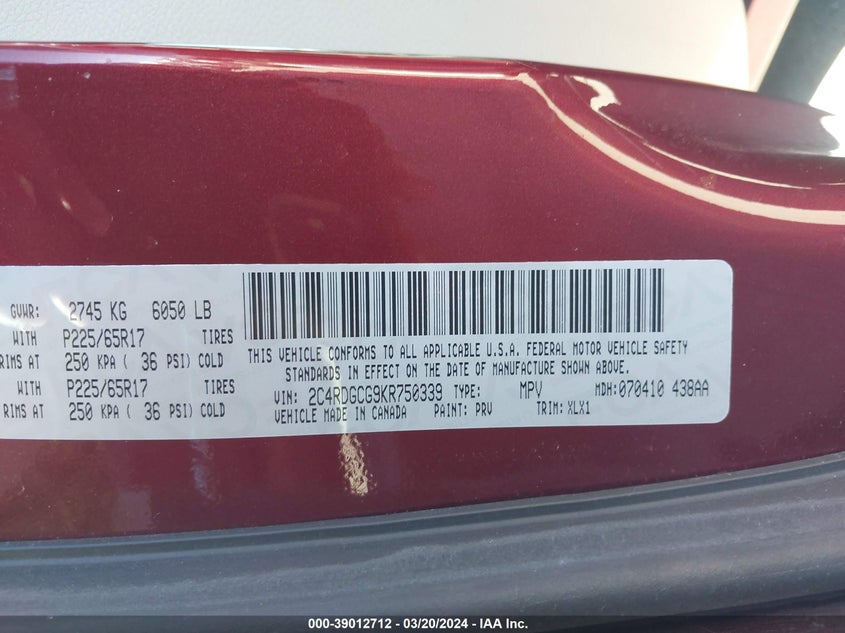 GVWR: 2745 KG 6050 LB
WITH P225/65R17 TIRES
RIMS AT 250 KPA ( 36 PSI) COLD
WITH P225/65R17 TIRES
RIMS AT 250 KPA ( 36 PSI) COLD
THIS VEHICLE CONFORMS TO ALL APPLICABLE U.S.A. FEDERAL MOTOR VEHICLE SAFETY
STANDARDS IN EFFECT ON THE DATE OF MANUFACTURE SHOWN ABOVE.
VIN: 2C4RDGCG9KR750339 TYPE: MPV MDH: 070410 438AA
VEHICLE MADE IN CANADA PAINT: PRV TRIM: XLX1
000-39012712 - 03/20/2024 - IAA Inc.